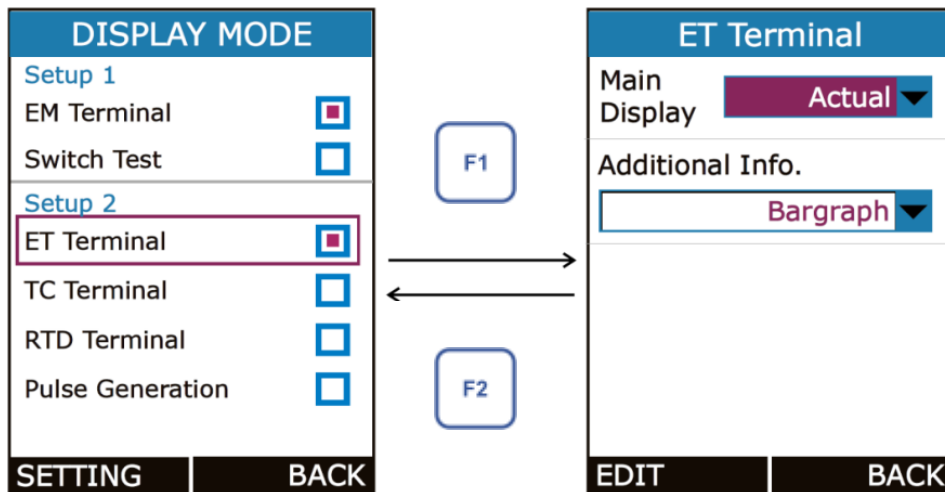 DISPLAY MODE
Setup 1
EM Terminal
Switch Test
Setup 2
ET Terminal
TC Terminal
RTD Terminal
Pulse Generation
SETTING BACK
F1
F2
ET Terminal
Main
Display
Actual
Additional Info.
Bargraph
EDIT BACK